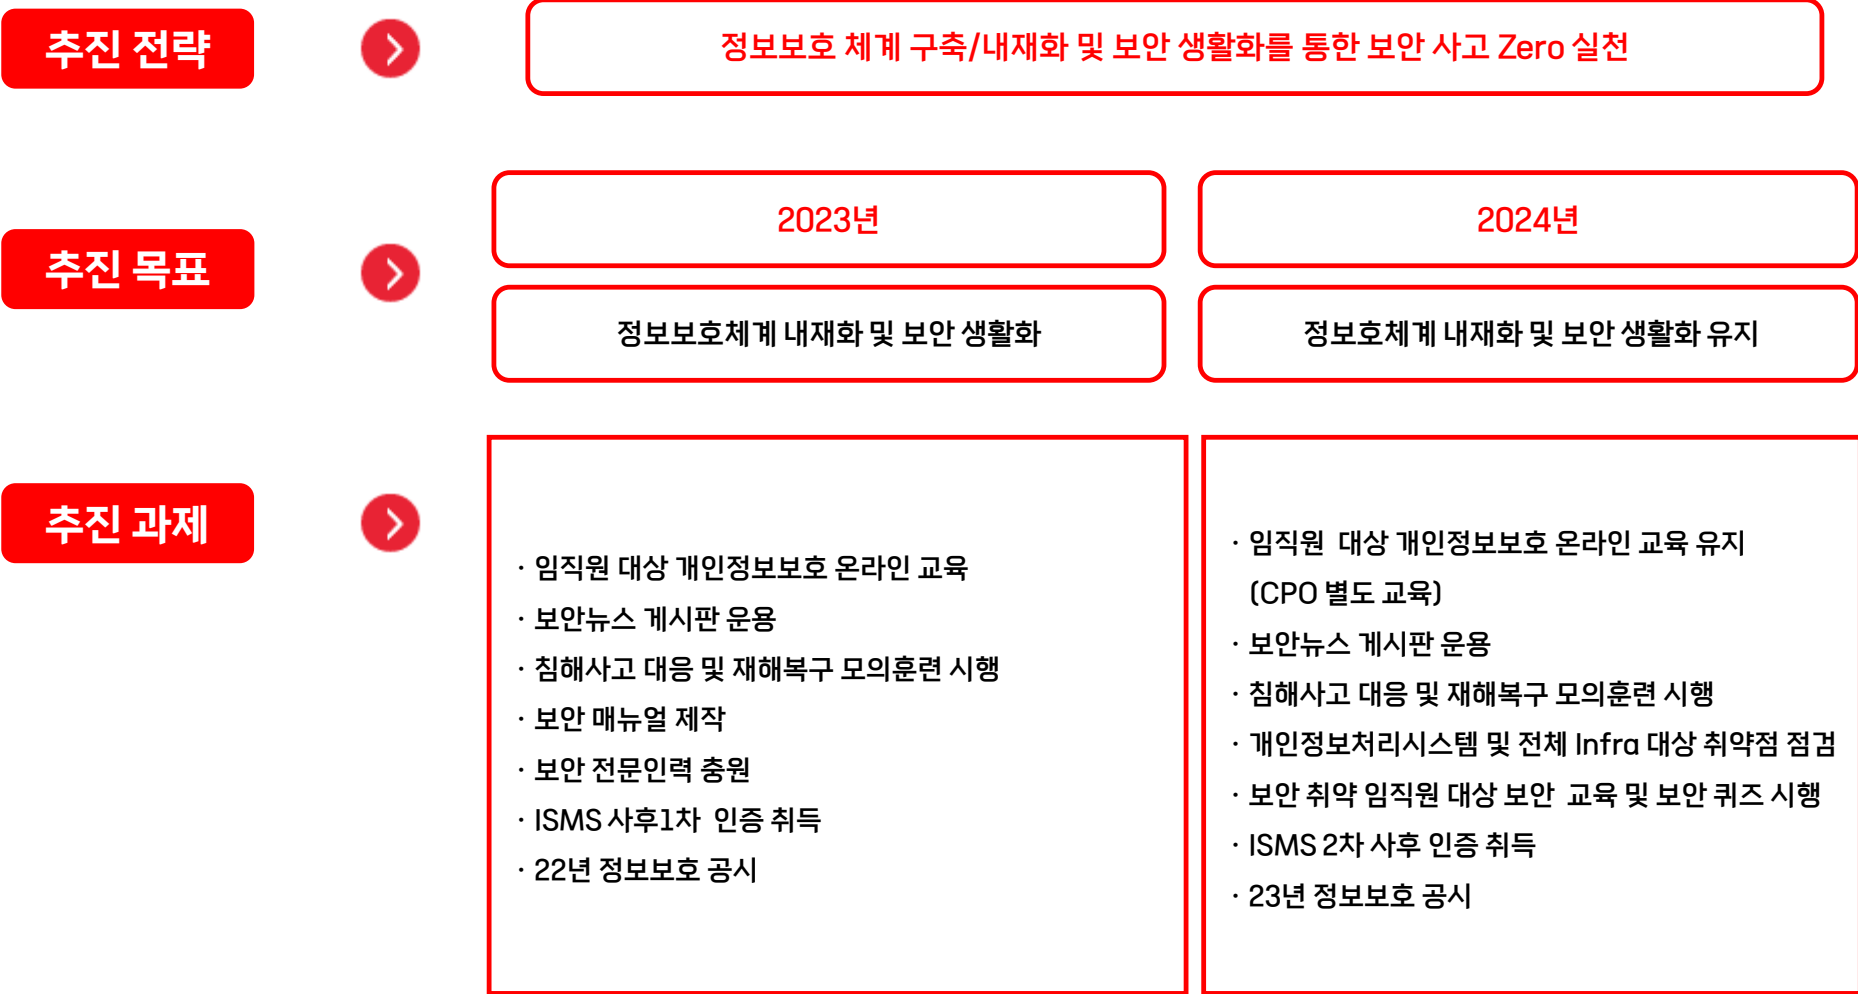 추진 전략
정보보호 체계 구축/내재화 및 보안 생활화를 통한 보안 사고 Zero 실천
추진 목표
2023년
2024년
정보보호체계 내재화 및 보안 생활화
정보호체계 내재화 및 보안 생활화 유지
추진 과제
· 임직원 대상 개인정보보호 온라인 교육
· 보안뉴스 게시판 운용
· 침해사고 대응 및 재해복구 모의훈련 시행
· 보안 매뉴얼 제작
· 보안 전문인력 충원
· ISMS 사후1차 인증 취득
· 22년 정보보호 공시
· 임직원 대상 개인정보보호 온라인 교육 유지
(CPO 별도 교육)
· 보안뉴스 게시판 운용
· 침해사고 대응 및 재해복구 모의훈련 시행
· 개인정보처리시스템 및 전체 Infra 대상 취약점 점검
· 보안 취약 임직원 대상 보안 교육 및 보안 퀴즈 시행
· ISMS 2차 사후 인증 취득
· 23년 정보보호 공시